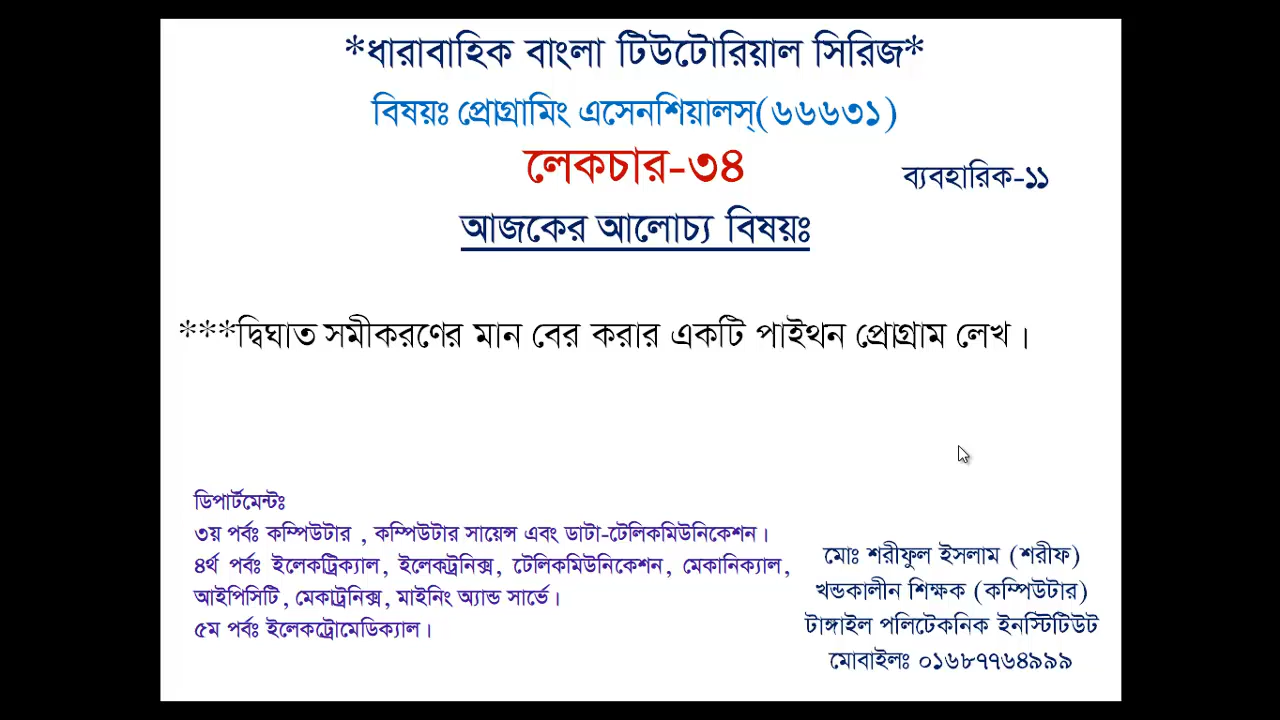 *ধারাবাহিক বাংলা টিউটোরিয়াল সিরিজ*
বিষয়ঃ প্রোগ্রামিং এসেনশিয়ালস্(৬৬৬৩১)
লেকচার-৩৪
ব্যবহারিক-১১
আজকের আলোচ্য বিষয়ঃ
***দ্বিঘাত সমীকরণের মান বের করার একটি পাইথন প্রোগ্রাম লেখ।
ডিপার্টমেন্টঃ
৩য় পর্বঃ কম্পিউটার , কম্পিউটার সায়েন্স এবং ডাটা-টেলিকমিউনিকেশন।
৪র্থ পর্বঃ ইলেকট্রিক্যাল, ইলেকট্রনিক্স, টেলিকমিউনিকেশন, মেকানিক্যাল,
আইপিসিটি, মেকাট্রনিক্স, মাইনিং অ্যান্ড সার্ভে।
৫ম পর্বঃ ইলেকট্রোমেডিক্যাল।
মোঃ শরীফুল ইসলাম (শরীফ)
খন্ডকালীন শিক্ষক (কম্পিউটার)
টাঙ্গাইল পলিটেকনিক ইনস্টিটিউট
মোবাইলঃ ০১৬৮৭৭৬৪৯৯৯